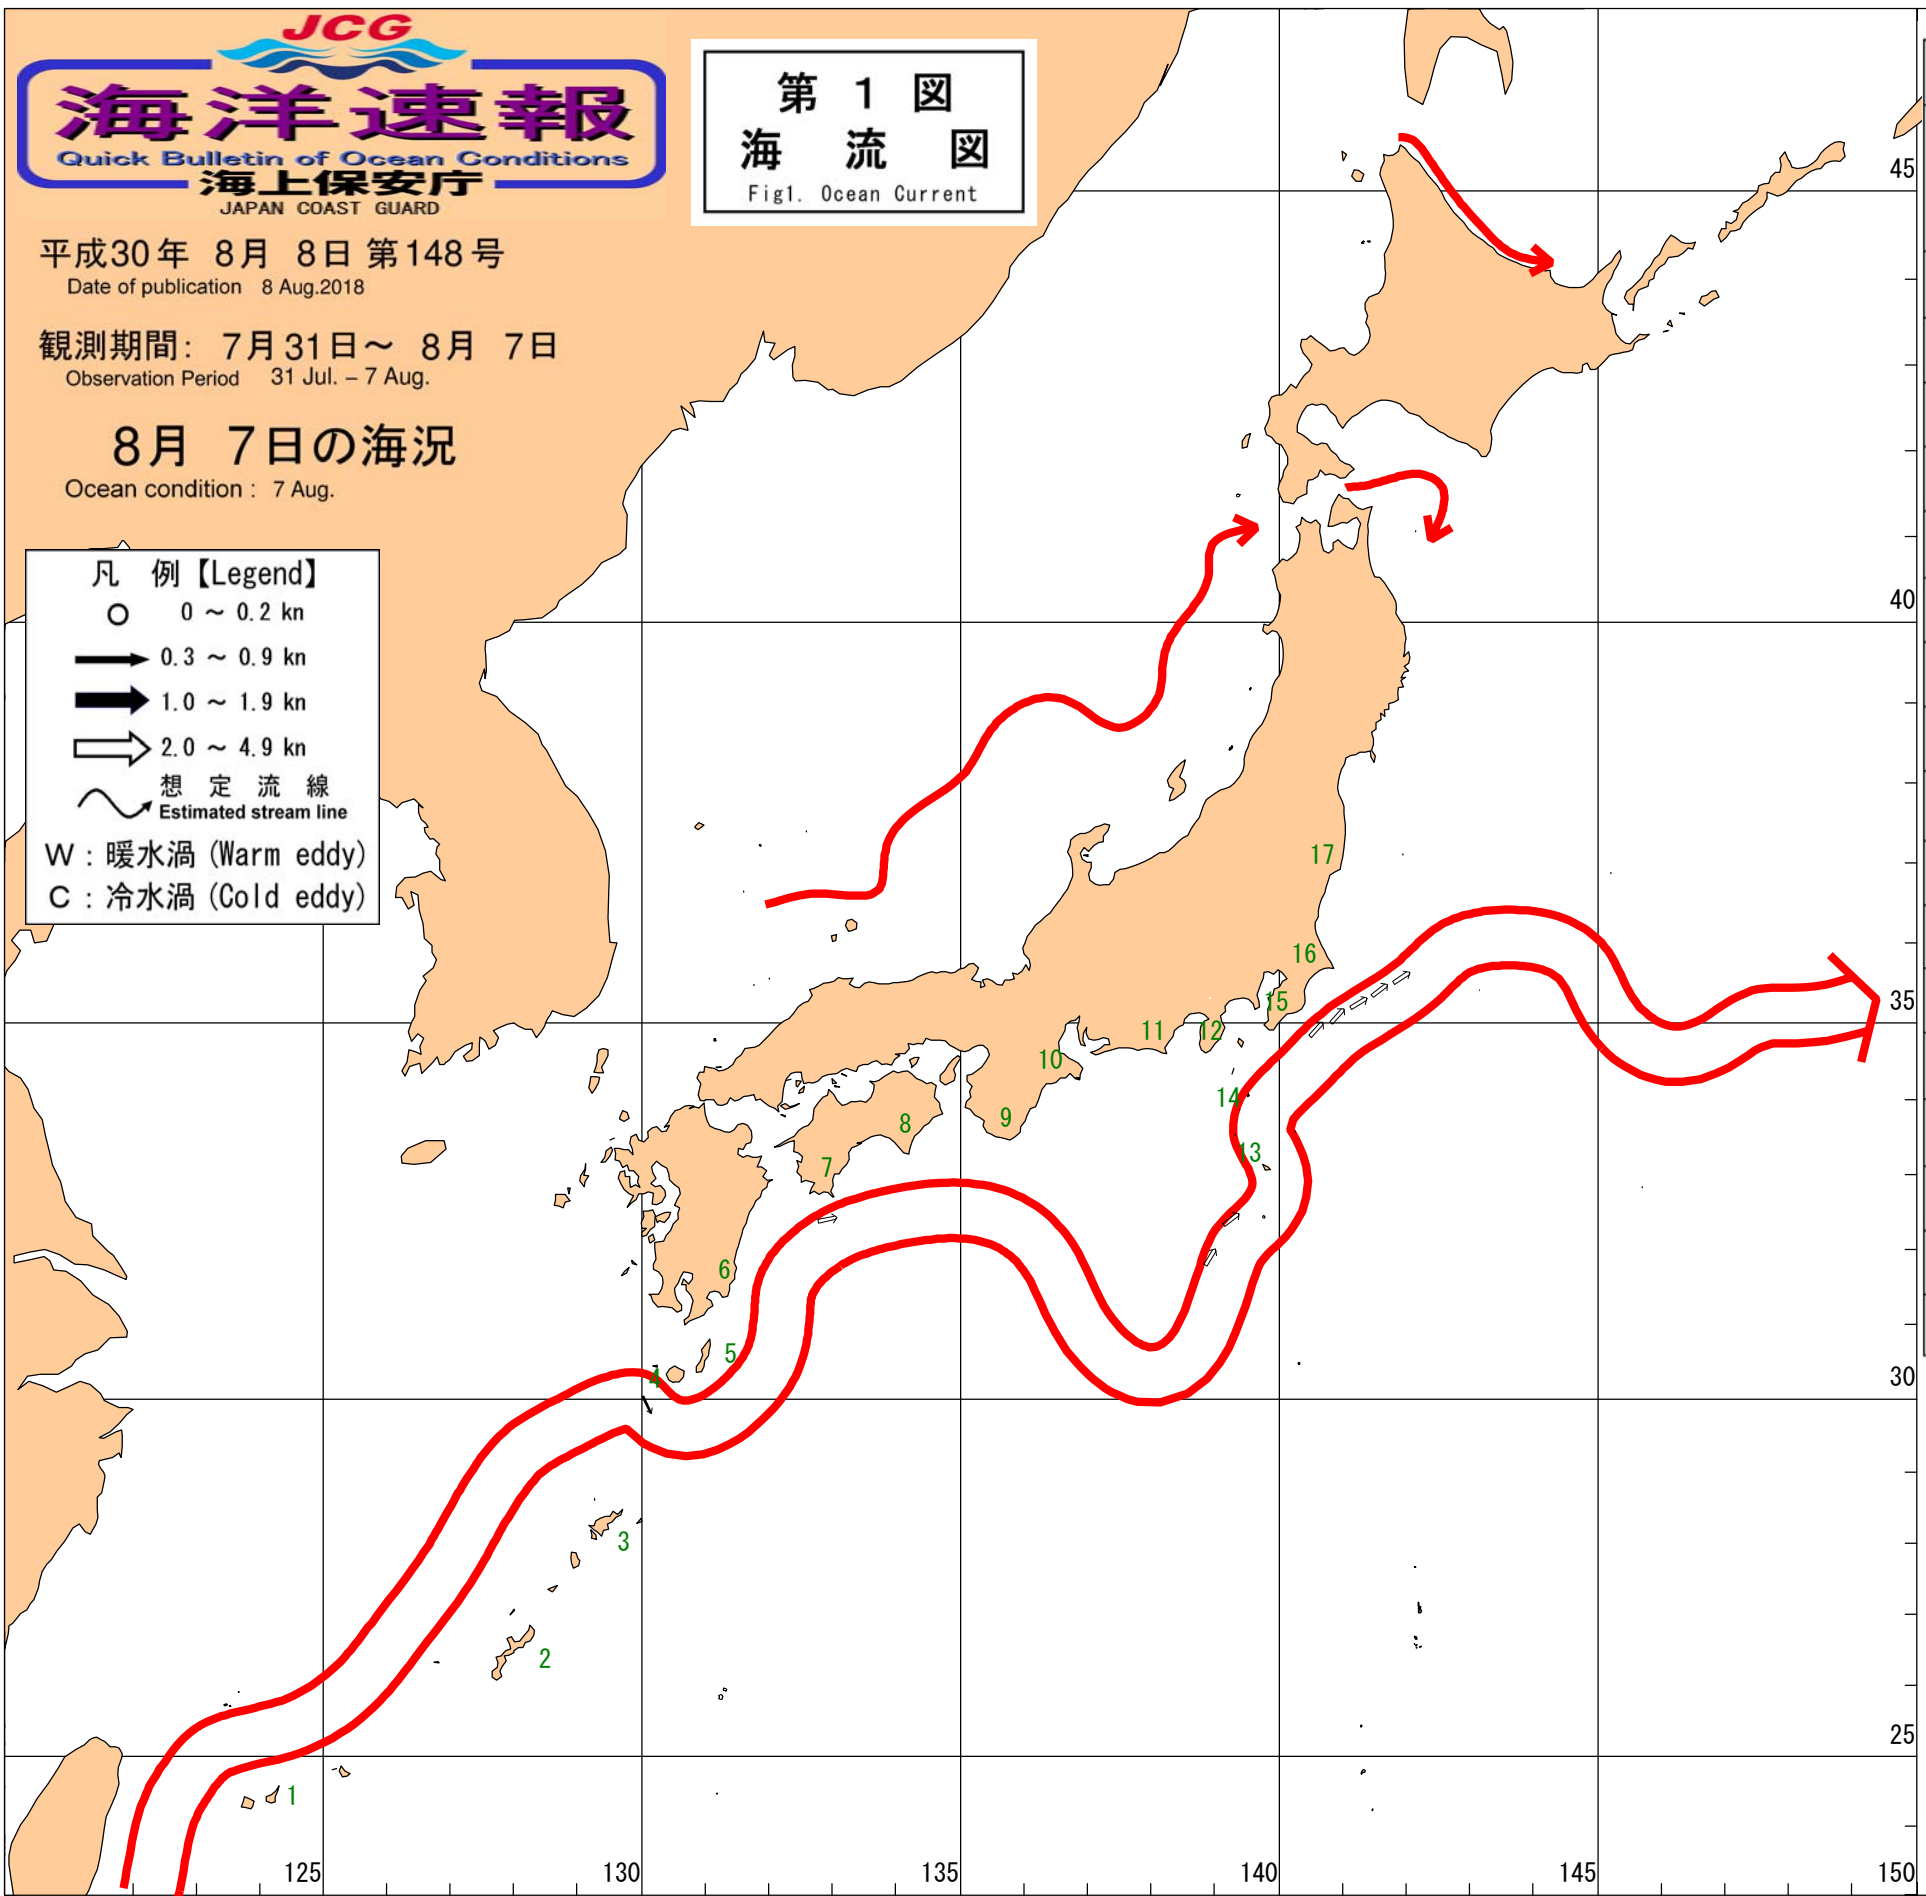 JCG
海洋速報
Quick Bulletin of Ocean Conditions
海上保安庁
JAPAN COAST GUARD
第 1 図
海 流 図
Fig1. Ocean Current
平成30年 8月 8日 第148号
Date of publication 8 Aug.2018
観測期間: 7月31日～ 8月 7日
Observation Period 31 Jul. – 7 Aug.
8月 7日の海況
Ocean condition : 7 Aug.
凡 例【Legend】
0 ～ 0.2 kn
0.3 ～ 0.9 kn
1.0 ～ 1.9 kn
2.0 ～ 4.9 kn
想 定 流 線
Estimated stream line
W : 暖水渦 (Warm eddy)
C : 冷水渦 (Cold eddy)
45
40
17
16
35
15
11
12
10
14
9
8
13
7
6
5
4
30
3
2
25
1
125
130
135
140
145
150